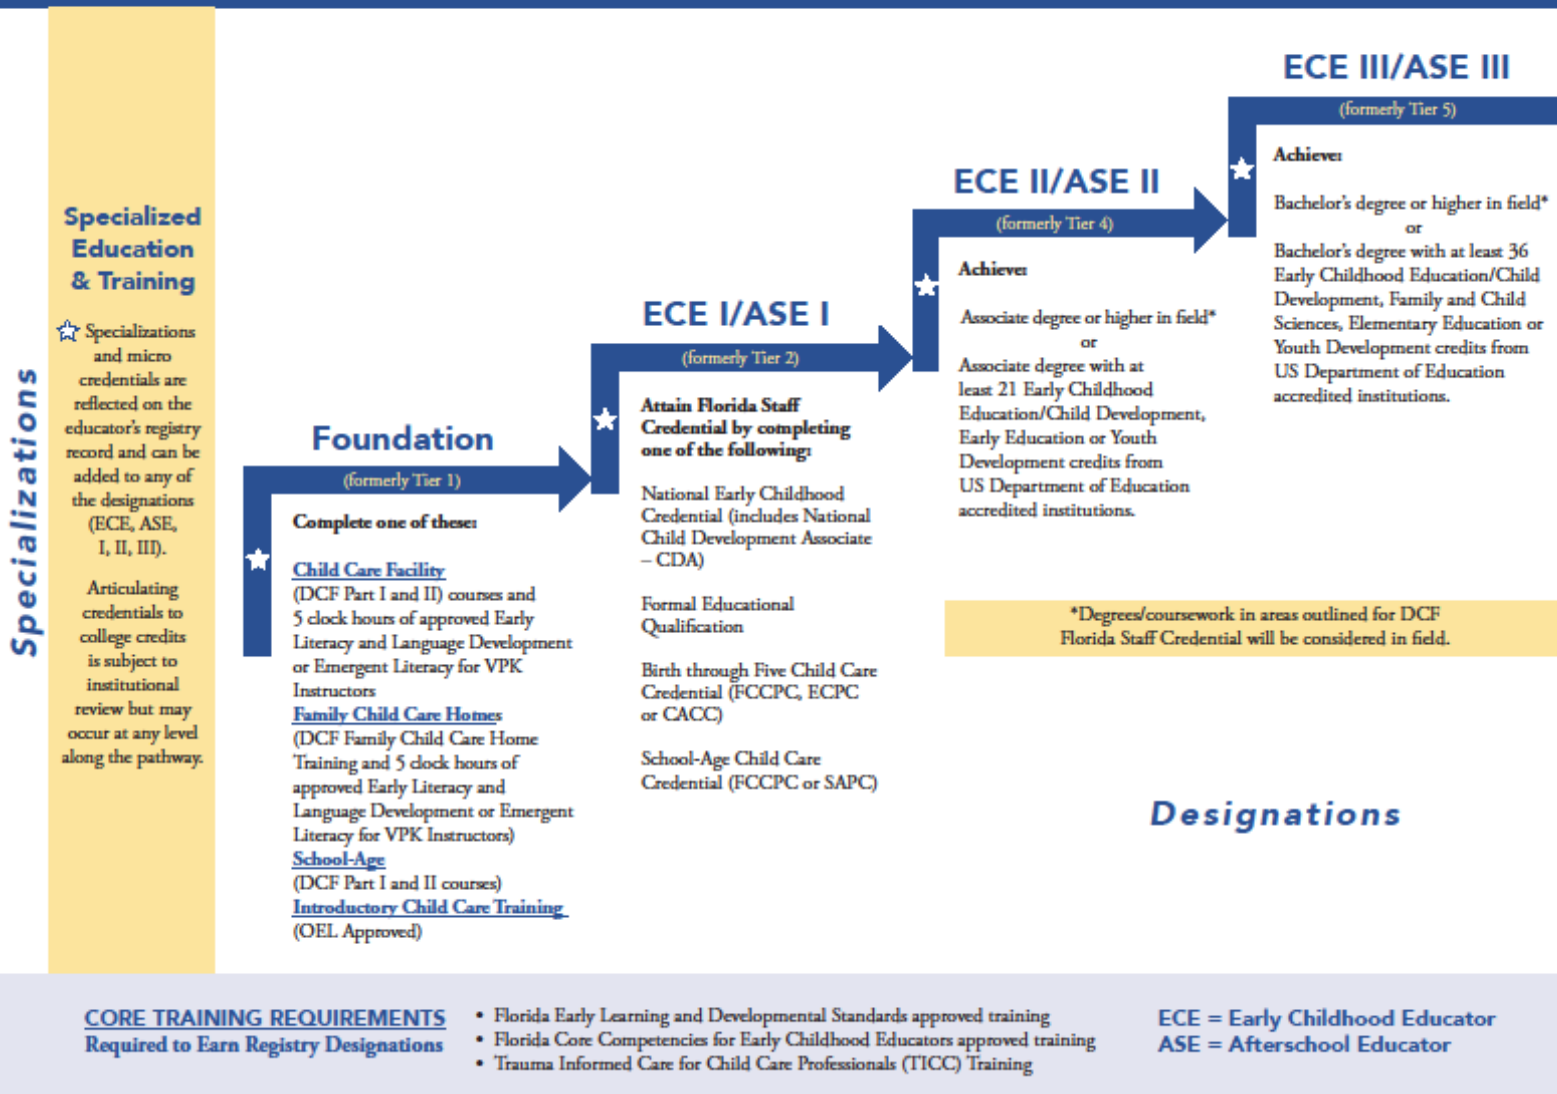 Specializations
Specialized
Education
& Training
Specializations
and micro
credentials are
reflected on the
educator's registry
record and can be
added to any of
the designations
(ECE, ASE,
I, II, III).
Articulating
credentials to
college credits
is subject to
institutional
review but may
occur at any level
along the pathway.
Foundation
(formerly Tier 1)
Complete one of these:
Child Care Facility
(DCF Part I and II) courses and
5 clock hours of approved Early
Literacy and Language Development
or Emergent Literacy for VPK
Instructors
Family Child Care Homes
(DCF Family Child Care Home
Training and 5 clock hours of
approved Early Literacy and
Language Development or Emergent
Literacy for VPK Instructors)
School-Age
(DCF Part I and II courses)
Introductory Child Care Training
(OEL Approved)
ECE I/ASE I
(formerly Tier 2)
Attain Florida Staff
Credential by completing
one of the following:
National Early Childhood
Credential (includes National
Child Development Associate
– CDA)
Formal Educational
Qualification
Birth through Five Child Care
Credential (FCCPC, ECPC
or CACC)
School-Age Child Care
Credential (FCCPC or SAPC)
ECE II/ASE II
(formerly Tier 4)
Achieve:
Associate degree or higher in field*
or
Associate degree with at
least 21 Early Childhood
Education/Child Development,
Early Education or Youth
Development credits from
US Department of Education
accredited institutions.
ECE III/ASE III
(formerly Tier 5)
Achieve:
Bachelor's degree or higher in field*
or
Bachelor's degree with at least 36
Early Childhood Education/Child
Development, Family and Child
Sciences, Elementary Education or
Youth Development credits from
US Department of Education
accredited institutions.
*Degrees/coursework in areas outlined for DCF
Florida Staff Credential will be considered in field.
Designations
CORE TRAINING REQUIREMENTS
Required to Earn Registry Designations
• Florida Early Learning and Developmental Standards approved training
• Florida Core Competencies for Early Childhood Educators approved training
• Trauma Informed Care for Child Care Professionals (TICC) Training
ECE = Early Childhood Educator
ASE = Afterschool Educator